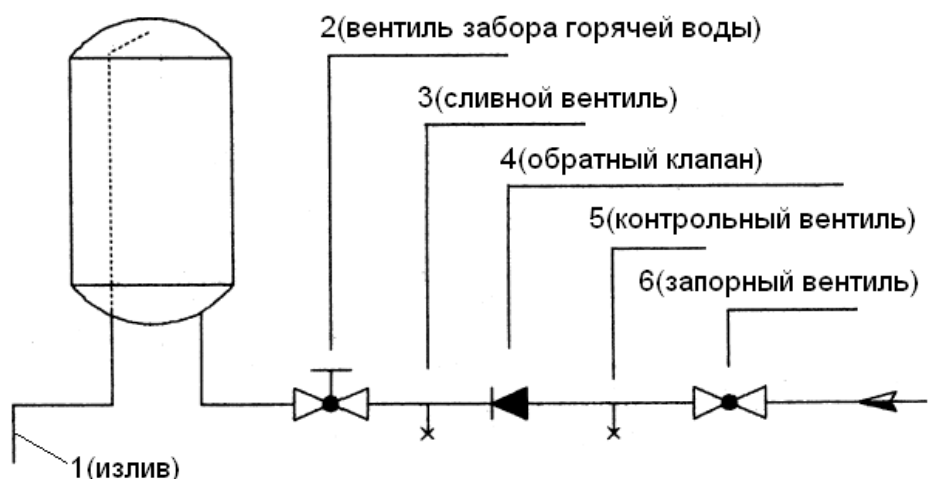 2(вентиль забора горячей воды)
3(сливной вентиль)
4(обратный клапан)
5(контрольный вентиль)
6(запорный вентиль)
1(излив)